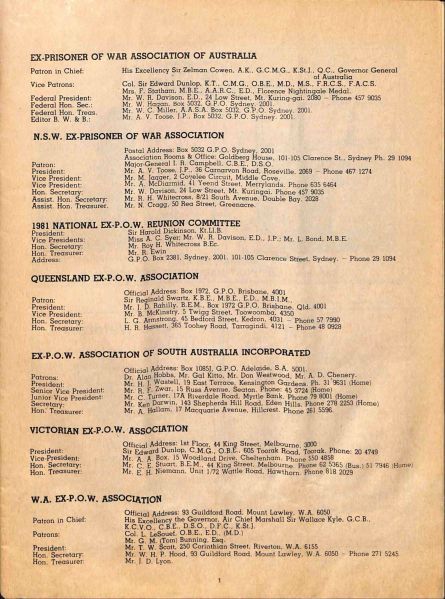 EX-PRISONER OF WAR ASSOCIATION OF AUSTRALIA
Patron in Chief: His Excellency Sir Zelman Cowen, A.K., G.C.M.G., K.St.J., Q.C., Governor General
of Australia
Vice Patrons: Col. Sir Edward Dunlop, K.T., C.M.G., O.B.E., M.D., M.S., F.R.C.S., F.A.C.S.
Mrs. F. Statham, M.B.E., A.A.R.C., E.D., Florence Nightingale Medal.
Federal President: Mr. W. R. Davison, E.D., 24 Low Street, Mt. Kuring-gai. 2080 – Phone 457 9035
Federal Hon. Sec.: Mr. W. Hagan, Box 5032, G.P.O. Sydney. 2001.
Federal Hon. Treas. Mr. W. C. Miller, A.A.S.A. Box 5032, G.P.O. Sydney. 2001.
Editor B. W. & B.: Mr. A. V. Toose, J.P., Box 5032, G.P.O. Sydney. 2001.
N.S.W. EX-PRISONER OF WAR ASSOCIATION
Postal Address: Box 5032 G.P.O. Sydney, 2001
Association Rooms & Office: Goldberg House, 101-105 Clarence St., Sydney Ph. 29 1094
Patron: Major-General I. R. Campbell, C.B.E., D.S.O.
President: Mr. A. V. Toose, J.P., 36 Carnarvon Road, Roseville. 2069 – Phone 467 1274
Vice President: Mr. M. Jagger, 2 Covelee Circuit, Middle Cove.
Vice President: Mr. A. McDiarmid, 41 Yeend Street, Merrylands. Phone 635 6464
Hon. Secretary: Mr. W. Davison, 24 Low Street, Mt. Kuringai. Phone 457 9035
Assist. Hon. Secretary: Mr. R. H. Whitecross, 8/21 South Avenue, Double Bay. 2028
Assist. Hon. Treasurer: Mr. N. Cragg, 50 Rea Street, Greenacre.
1981 NATIONAL EX-P.O.W. REUNION COMMITTEE
President: Sir Harold Dickinson, Kt.Ll.B.
Vice Presidents: Miss A. C. Syer; Mr. W. R. Davison, E.D., J.P.; Mr. L. Bond, M.B.E.
Hon. Secretary: Mr. Roy H. Whitecross B.Ec.
Hon. Treasurer: Mr. R. Ewin
Address: G.P.O. Box 2381, Sydney. 2001. 101-105 Clarence Street, Sydney. – Phone 29 1094
QUEENSLAND EX-P.O.W. ASSOCIATION
Official Address: Box 1972, G.P.O. Brisbane, 4001
Patron: Sir Reginald Swartz, K.B.E., M.B.E., E.D., M.B.I.M.,
President: Mr. J. D. Rahilly, B.E.M., Box 1972 G.P.O. Brisbane, Qld. 4001
Vice President: Mr. B. McKinstry, 5 Twigg Street, Toowoomba, 4350
Hon. Secretary: L. G. Armstrong, 45 Bedford Street, Kedron, 4031 – Phone 57 7990
Hon. Treasurer: H. R. Hassett, 365 Toohey Road, Tarragindi. 4121 – Phone 48 0928
EX-P.O.W. ASSOCIATION OF SOUTH AUSTRALIA INCORPORATED
Official Address: Box 10851, G.P.O. Adelaide, S.A. 5001.
Patrons: Dr. Alan Hobbs, Mr. Gal Kitto, Mr. Don Westwood, Mr. A. D. Chenery.
President: Mr. H. J. Wastell, 19 East Terrace, Kensington Gardens. Ph. 31 9631 (Home)
Senior Vice President: Mr. R. F. Zwar, 15 Russ Avenue, Seaton. Phone: 45 3724 (Home)
Junior Vice President: Mr. C. Turner, 17A Riverdale Road, Myrtle Bank. Phone 79 8001 (Home)
Secretary: Mr. Ken Darwin, 143 Shepherds Hill Road, Eden Hills. Phone 278 2253 (Home)
Hon. Treasurer: Mr. A. Hallam, 17 Macquarie Avenue, Hillcrest. Phone 261 5596.
VICTORIAN EX-P.O.W. ASSOCIATION
Official Address: 1st Floor, 44 King Street, Melbourne, 3000
President: Sir Edward Dunlop, C.M.G., O.B.E., 605 Toorak Road, Toorak. Phone: 20 4749
Vice-President: Mr. A. A. Box, 15 Woodland Drive, Cheltenham. Phone 550 4858
Hon. Secretary: Mr. C. E. Stuart, B.E.M., 44 King Street, Melbourne. Phone 62 5365 (Bus.) 51 7946 (Home)
Hon. Treasurer: Mr. E. H. Niemann, Unit 1/72 Wattle Road, Hawthorn. Phone 818 2029
W.A. EX-P.O.W. ASSOCIATION
Official Address: 93 Guildford Road, Mount Lawley, W.A. 6050
Patron in Chief: His Excellency the Governor, Air Chief Marshall Sir Wallace Kyle, G.C.B.,
K.C.V.O., C.B.E., D.S.O., D.F.C., K.St.J.
Patrons: Col. L. LeSouef, O.B.E., E.D., (M.D.)
Mr. G. M. (Tom) Bunning, Esq.
President: Mr. T. W. Scott, 250 Corinthian Street, Riverton, W.A. 6155
Hon. Secretary: Mr. W. H. P. Hood, 93 Guildford Road, Mount Lawley, W.A. 6050 – Phone 271 5245.
Hon. Treasurer: Mr. J. D. Lyon.
1